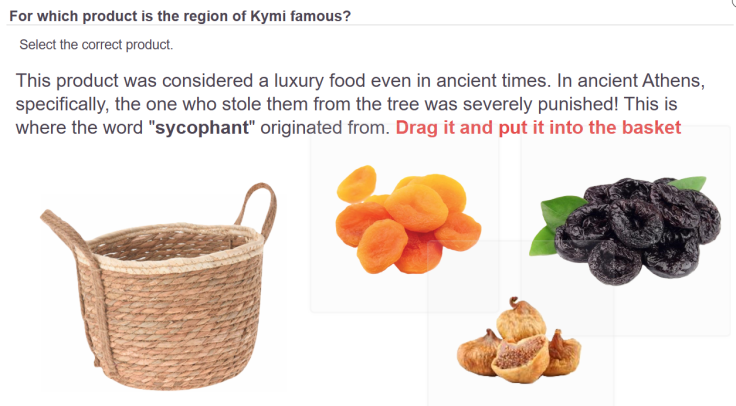 For which product is the region of Kymi famous?
Select the correct product.
This product was considered a luxury food even in ancient times. In ancient Athens,
specifically, the one who stole them from the tree was severely punished! This is
where the word "sycophant" originated from. Drag it and put it into the basket